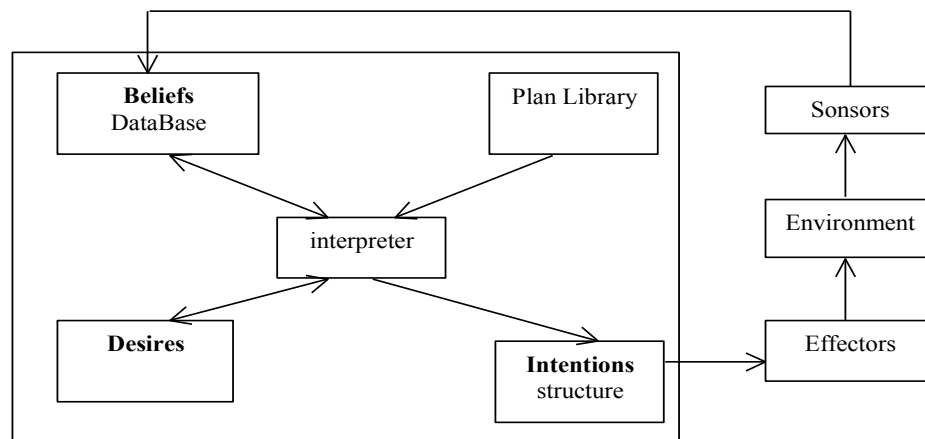 Beliefs
DataBase
Plan Library
Sonsors
interpreter
Environment
Desires
Intentions
structure
Effectors